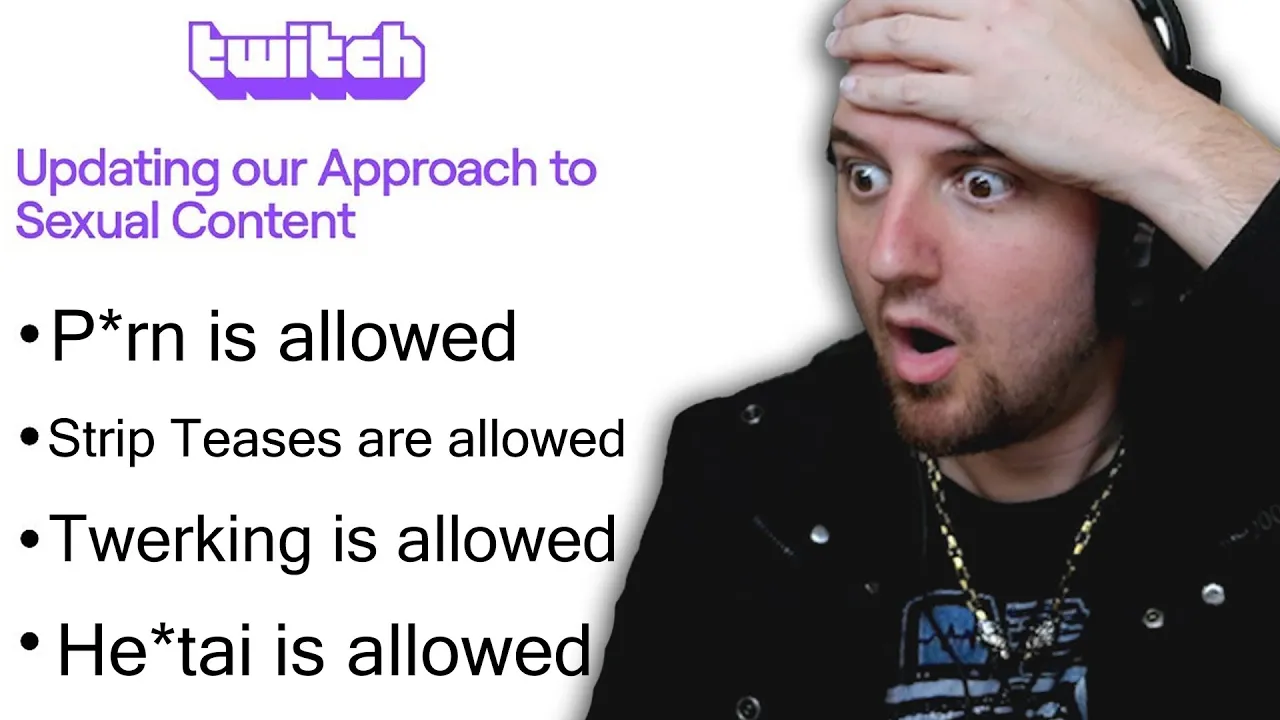 twitch
Updating our Approach to
Sexual Content
• P*rn is allowed
• Strip Teases are allowed
• Twerking is allowed
• He*tai is allowed